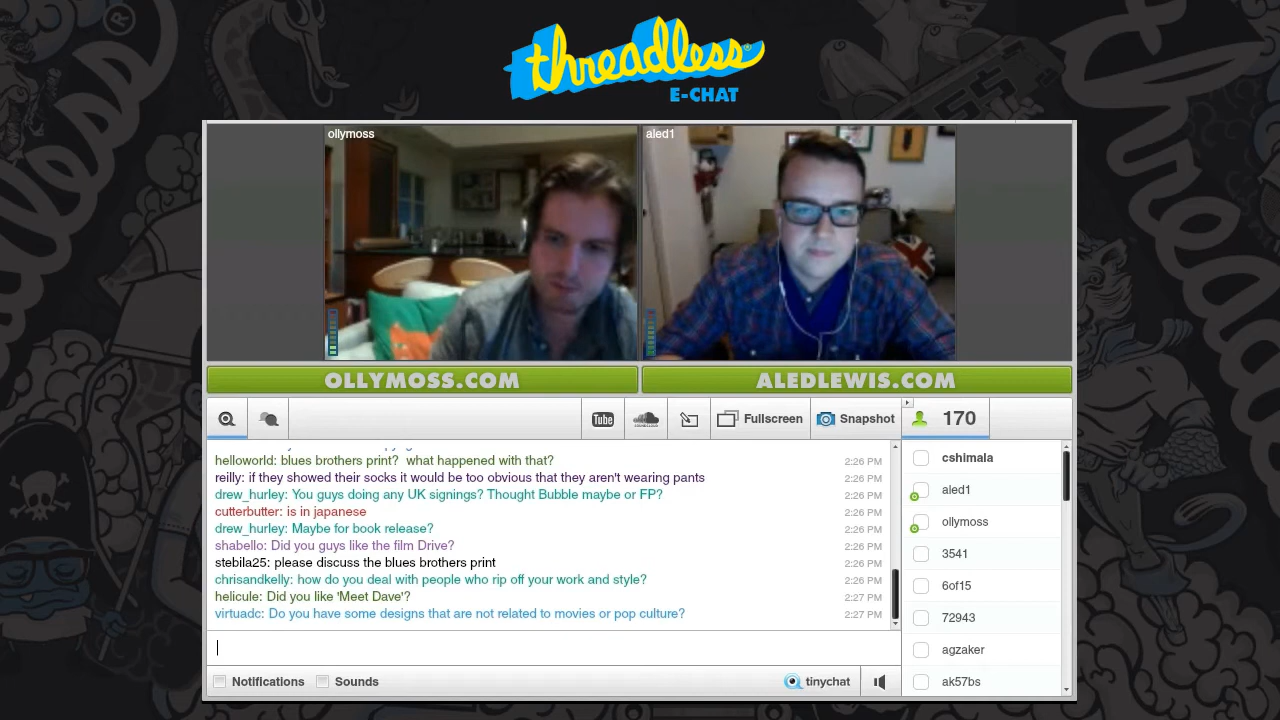 threadless
E-CHAT
ollymoss
aled1
OLLYMOSS.COM
ALEDLEWIS.COM
You Tube
SOUNDCLOUD
Fullscreen
Snapshot
170
helloworld: blues brothers print? what happened with that? 2:26 PM
reilly: if they showed their socks it would be too obvious that they aren't wearing pants 2:26 PM
drew_hurley: You guys doing any UK signings? Thought Bubble maybe or FP? 2:26 PM
cutterbutter: is in japanese 2:26 PM
drew_hurley: Maybe for book release? 2:26 PM
shabello: Did you guys like the film Drive? 2:26 PM
stebila25: please discuss the blues brothers print 2:26 PM
chrisandkelly: how do you deal with people who rip off your work and style? 2:26 PM
helicule: Did you like 'Meet Dave'? 2:27 PM
virtuadc: Do you have some designs that are not related to movies or pop culture? 2:27 PM
cshimala
aled1
ollymoss
3541
6of15
72943
agzaker
ak57bs
Notifications
Sounds
tinychat